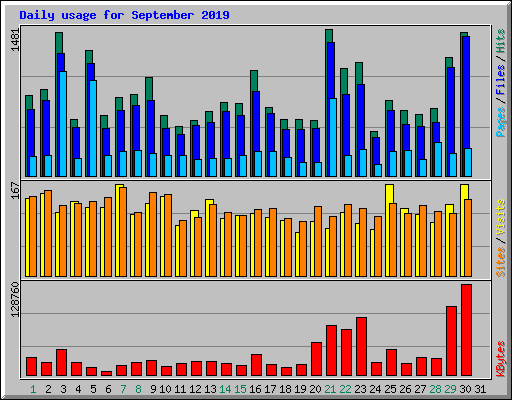 Daily usage for September 2019
1481
Pages / Files / Hits
167
Sites / Visits
128760
KBytes
1 2 3 4 5 6 7 8 9 10 11 12 13 14 15 16 17 18 19 20 21 22 23 24 25 26 27 28 29 30 31